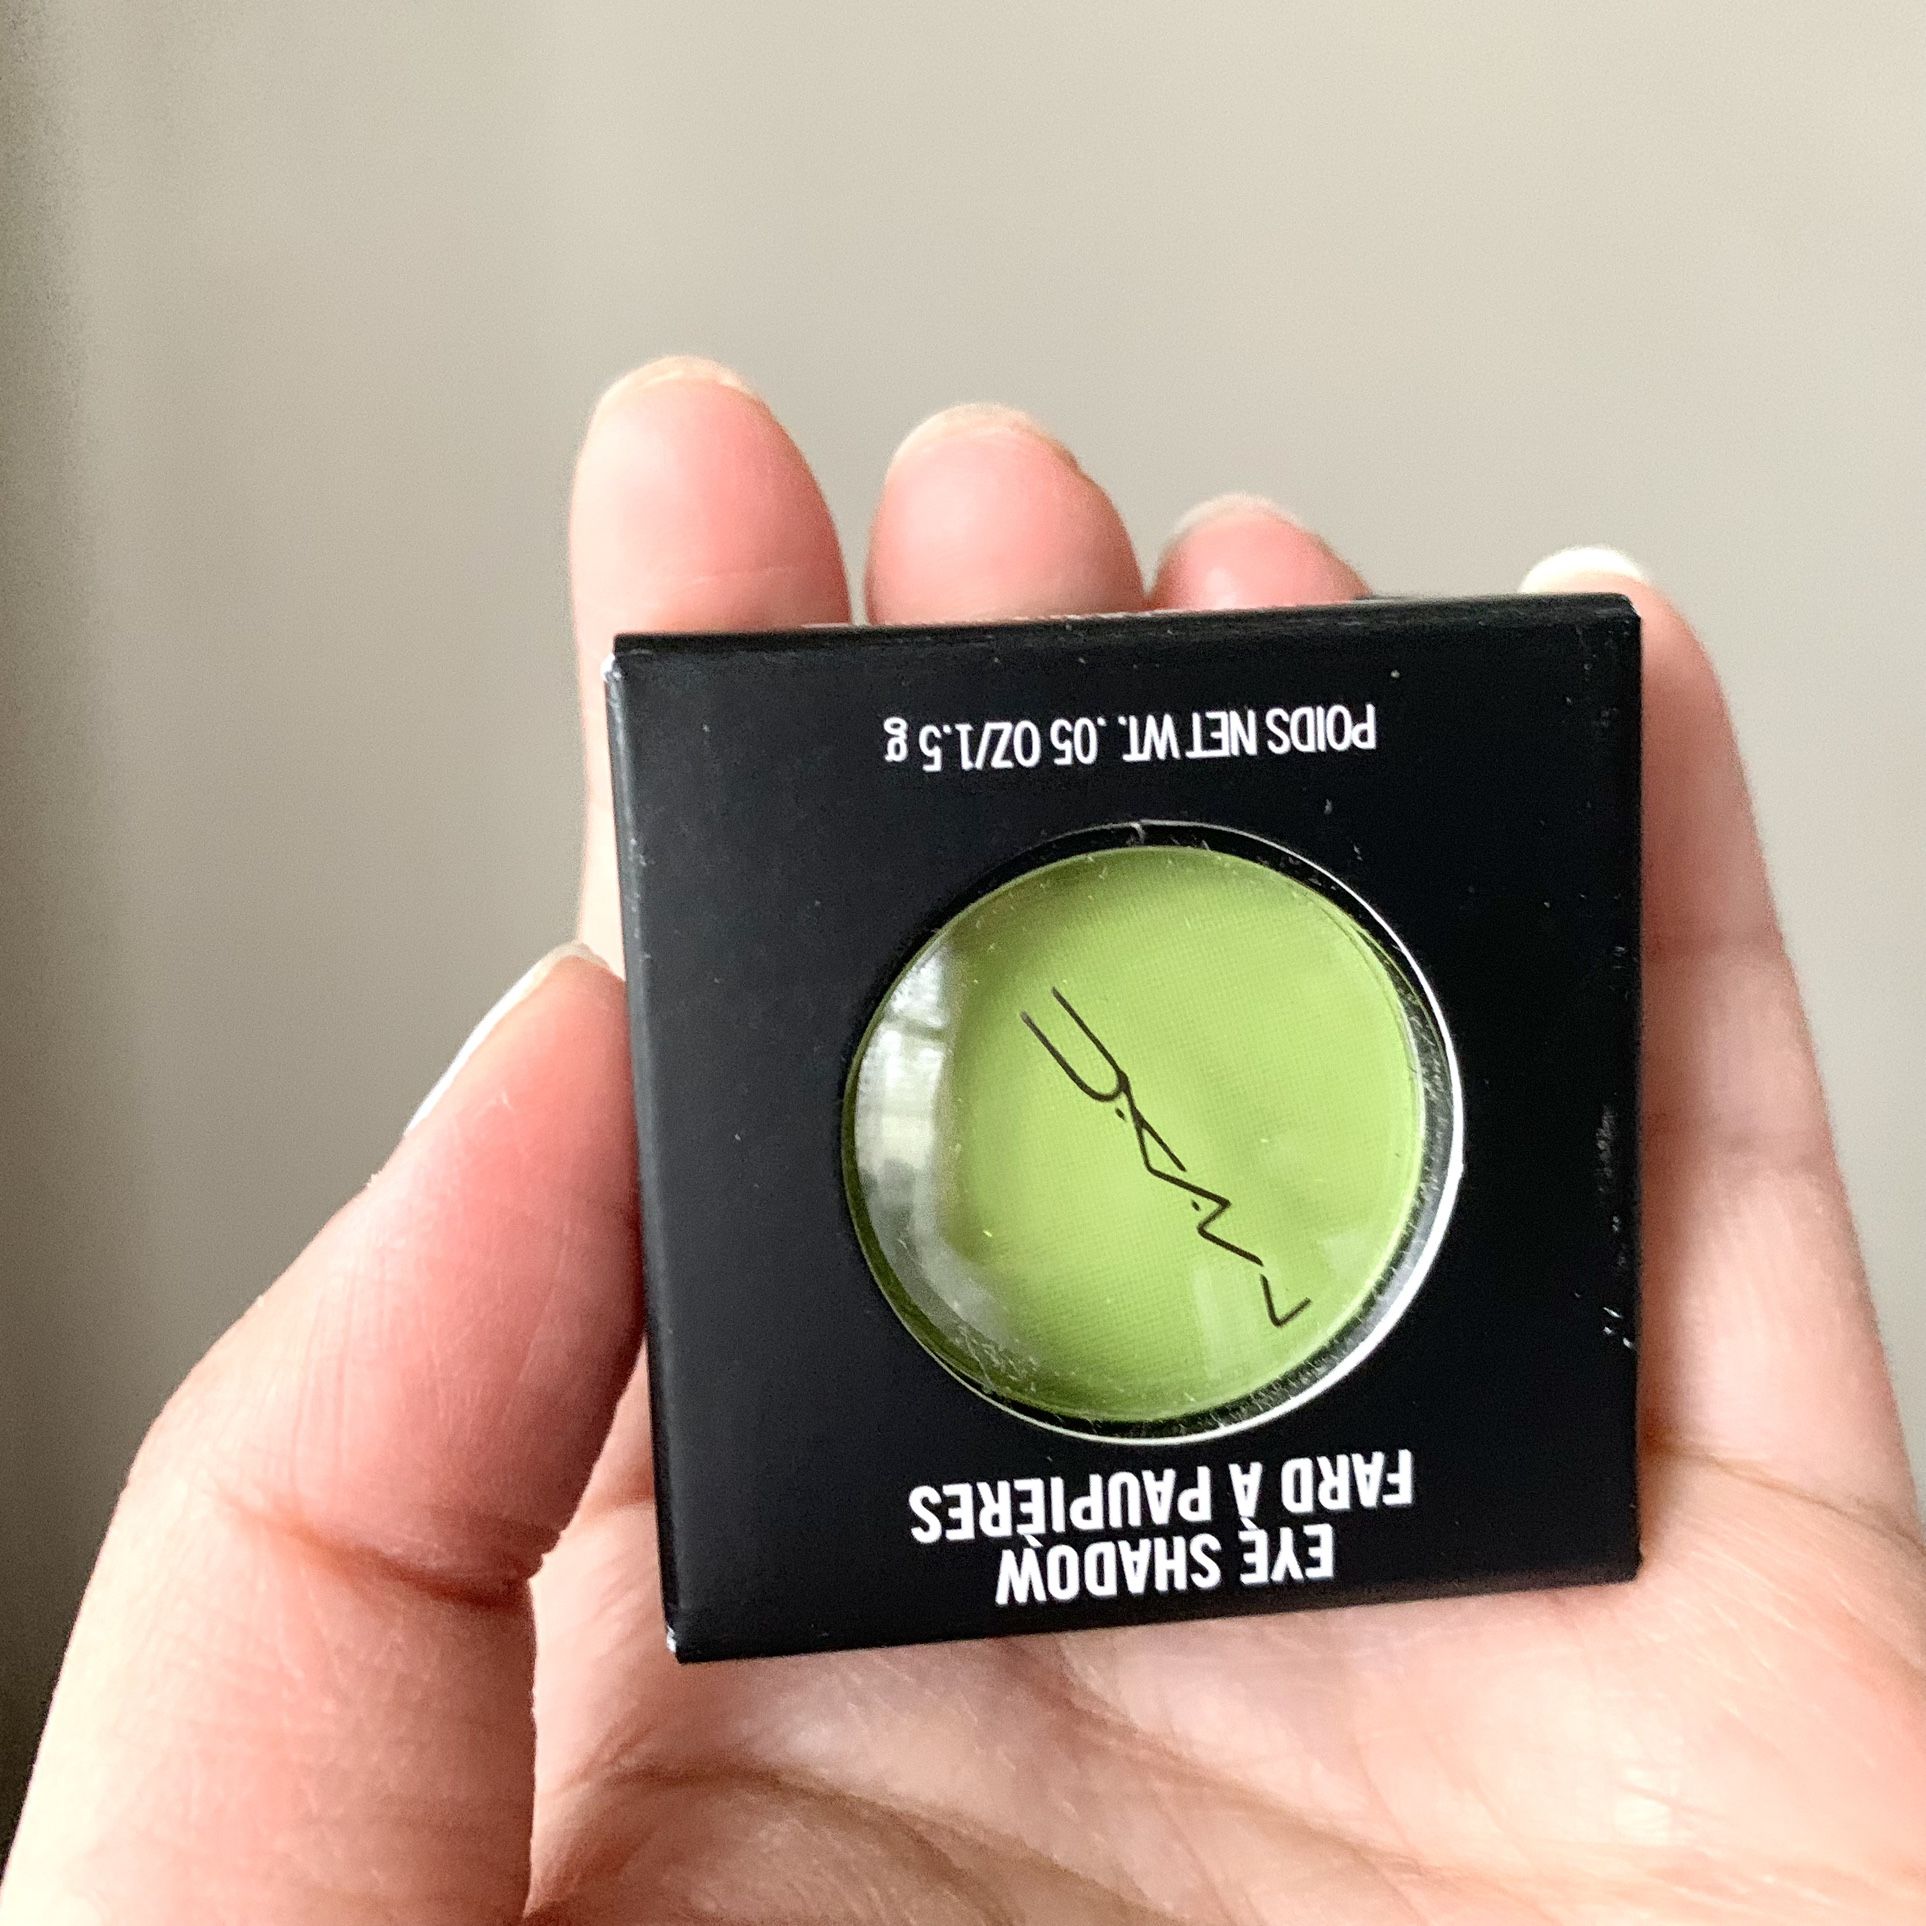 EYE SHADOW
FARD À PAUPIÈRES
M·A·C
POIDS NET WT. .05 OZ/1.5 g